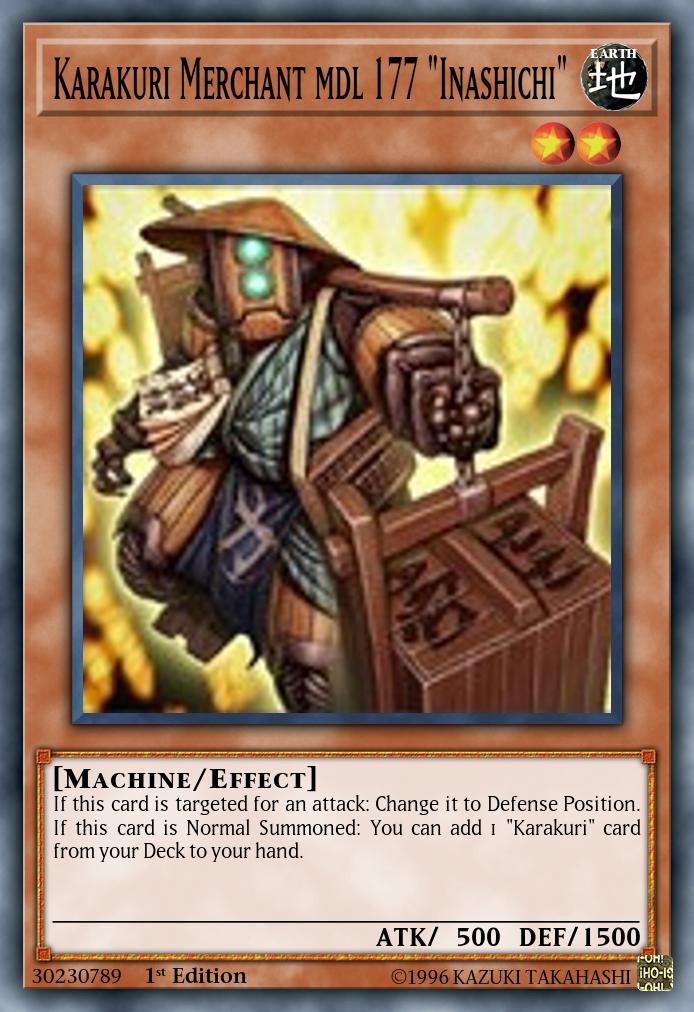 KARAKURI MERCHANT MDL 177 "INASHICHI"
EARTH
地
[MACHINE/EFFECT]
If this card is targeted for an attack: Change it to Defense Position.
If this card is Normal Summoned: You can add 1 "Karakuri" card
from your Deck to your hand.
ATK/ 500 DEF/1500
30230789 1st Edition ©1996 KAZUKI TAKAHASHI